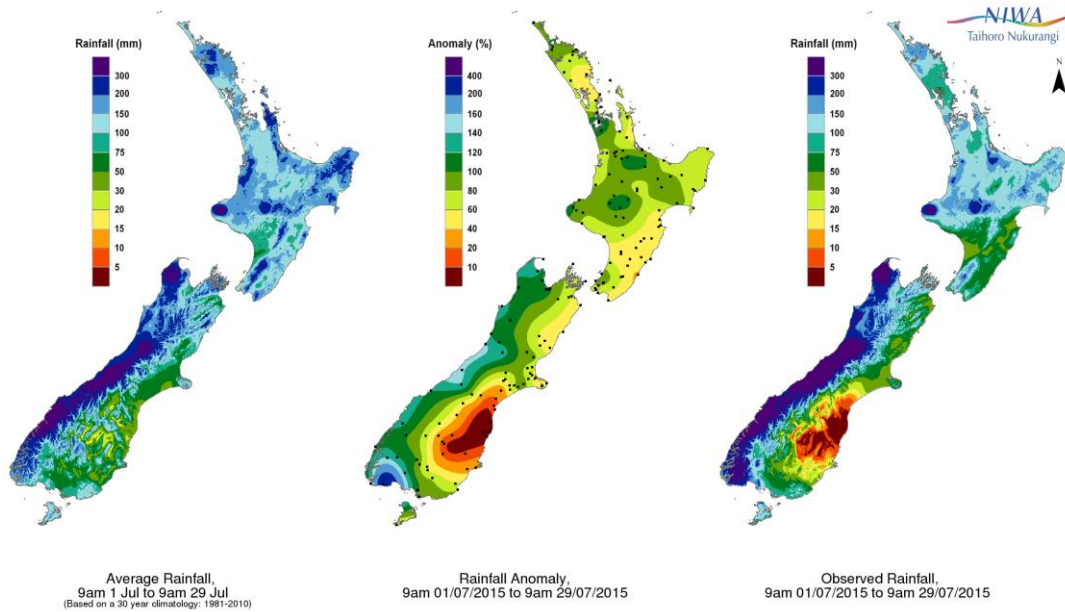 NIWA
Taihoro Nukurangi
N
Rainfall (mm)
300
200
150
100
75
50
30
20
15
10
5
Anomaly (%)
400
200
160
140
120
100
80
60
40
20
10
Rainfall (mm)
300
200
150
100
75
50
30
20
15
10
5
Average Rainfall,
9am 1 Jul to 9am 29 Jul
(Based on a 30 year climatology: 1981-2010)
Rainfall Anomaly,
9am 01/07/2015 to 9am 29/07/2015
Observed Rainfall,
9am 01/07/2015 to 9am 29/07/2015